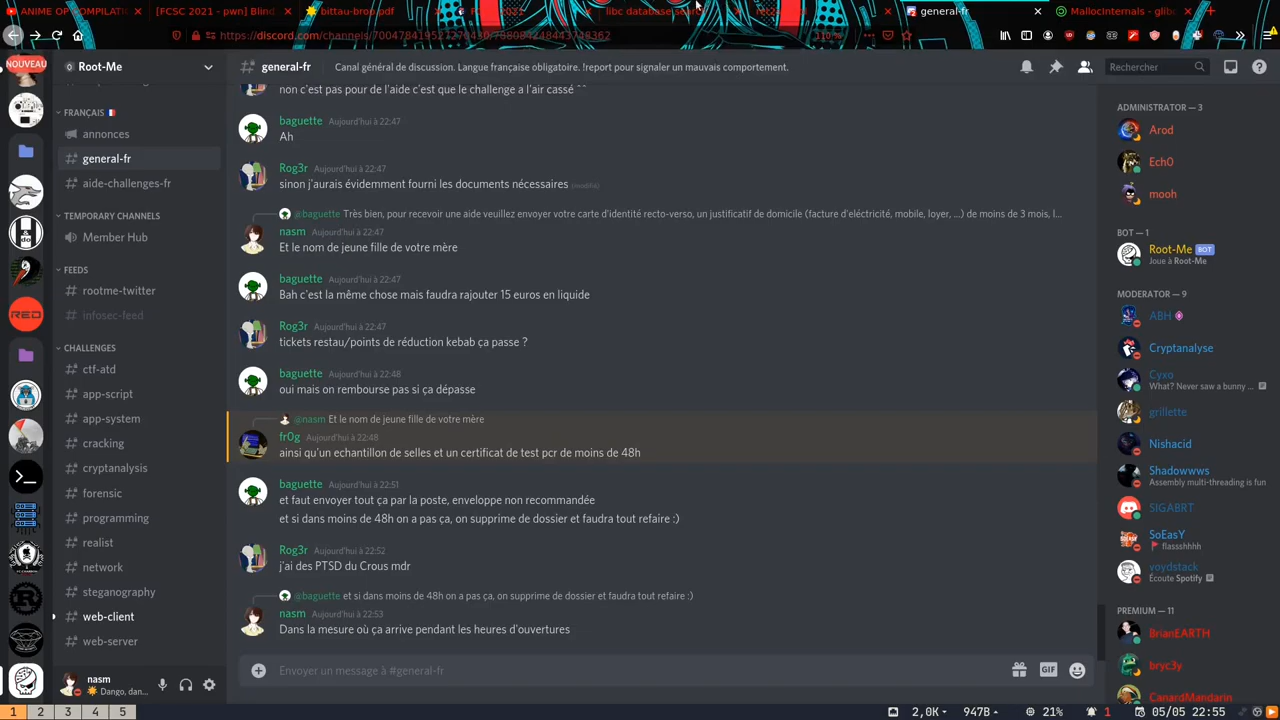 ANIME OP COMPILATI
[FCSC 2021 - pwn] Blind
bittau-brop.pdf
libc database search
general-fr
MallocInternals - glibc
https://discord.com/channels/700478419527270430/788084248443748362
110 %
NOUVEAU
Root-Me
general-fr
Canal général de discussion. Langue française obligatoire. !report pour signaler un mauvais comportement.
Rechercher
FRANÇAIS
annonces
general-fr
aide-challenges-fr
TEMPORARY CHANNELS
Member Hub
FEEDS
rootme-twitter
infosec-feed
CHALLENGES
ctf-atd
app-script
app-system
cracking
cryptanalysis
forensic
programming
realist
network
steganography
web-client
web-server
nasm
Dango, dan...
RED
non c'est pas pour de l'aide c'est que le challenge a l'air cassé ^^
baguette Aujourd'hui à 22:47
Ah
Rog3r Aujourd'hui à 22:47
sinon j'aurais évidemment fourni les documents nécessaires (modifié)
@baguette Très bien, pour recevoir une aide veuillez envoyer votre carte d'identité recto-verso, un justificatif de domicile (facture d'eléctricité, mobile, loyer, ...) de moins de 3 mois, l...
nasm Aujourd'hui à 22:47
Et le nom de jeune fille de votre mère
baguette Aujourd'hui à 22:47
Bah c'est la même chose mais faudra rajouter 15 euros en liquide
Rog3r Aujourd'hui à 22:47
tickets restau/points de réduction kebab ça passe ?
baguette Aujourd'hui à 22:48
oui mais on rembourse pas si ça dépasse
@nasm Et le nom de jeune fille de votre mère
fr0g Aujourd'hui à 22:48
ainsi qu'un echantillon de selles et un certificat de test pcr de moins de 48h
baguette Aujourd'hui à 22:51
et faut envoyer tout ça par la poste, enveloppe non recommandée
et si dans moins de 48h on a pas ça, on supprime de dossier et faudra tout refaire :)
Rog3r Aujourd'hui à 22:52
j'ai des PTSD du Crous mdr
@baguette et si dans moins de 48h on a pas ça, on supprime de dossier et faudra tout refaire :)
nasm Aujourd'hui à 22:53
Dans la mesure où ça arrive pendant les heures d'ouvertures
Envoyer un message à #general-fr
GIF
ADMINISTRATOR — 3
Arod
Ech0
mooh
BOT — 1
Root-Me BOT
Joue à Root-Me
MODERATOR — 9
ABH
Cryptanalyse
Cyxo
What? Never saw a bunny ...
grillette
Nishacid
Shadowwws
Assembly multi-threading is fun
SIGABRT
SoEasY
flassshhhh
voydstack
Écoute Spotify
PREMIUM — 11
BrianEARTH
bryc3y
CanardMandarin
1 2 3 4 5
2,0K
947B
21%
1
05/05 22:55